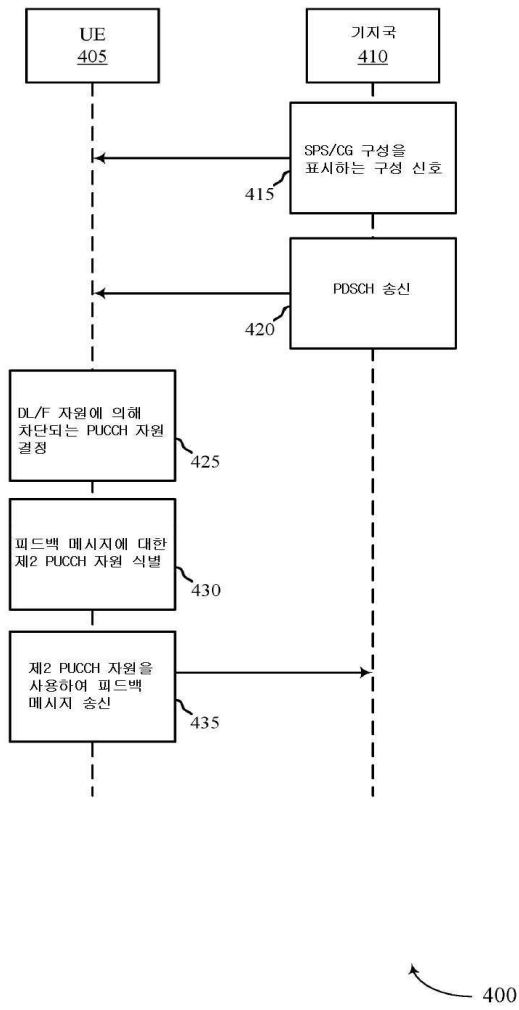 UE
405
기지국
410
SPS/CG 구성을
표시하는 구성 신호
415
PDSCH 송신
420
DL/F 자원에 의해
차단되는 PUCCH 자원
결정
425
피드백 메시지에 대한
제2 PUCCH 자원 식별
430
제2 PUCCH 자원을
사용하여 피드백
메시지 송신
435
400